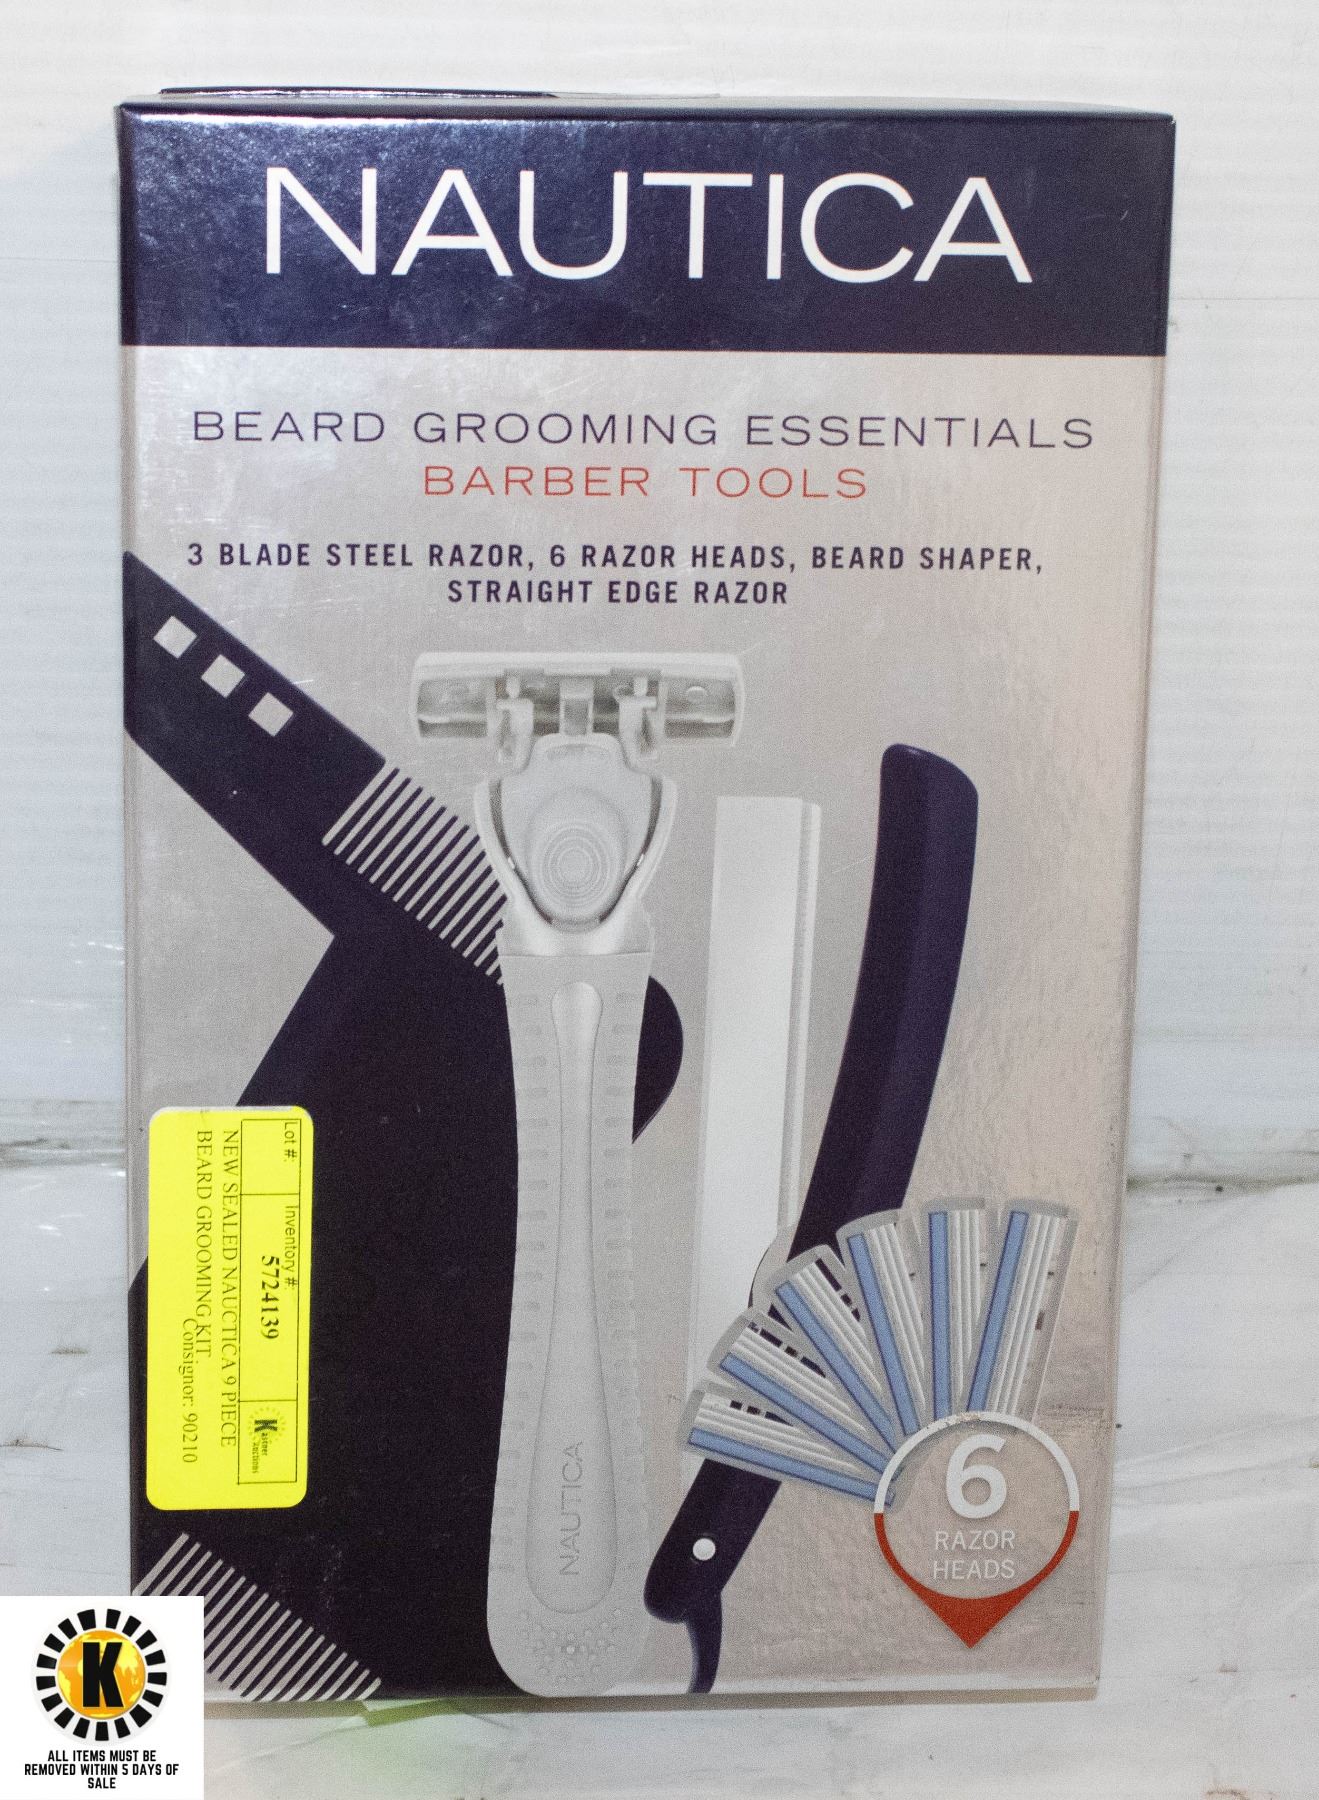 NAUTICA
BEARD GROOMING ESSENTIALS
BARBER TOOLS
3 BLADE STEEL RAZOR, 6 RAZOR HEADS, BEARD SHAPER,
STRAIGHT EDGE RAZOR
NAUTICA
6
RAZOR
HEADS
Lot #:
Inventory #:
5724139
Kastner
Auctions
NEW SEALED NAUCTICA 9 PIECE
BEARD GROOMING KIT
Consignor: 90210
K
ALL ITEMS MUST BE
REMOVED WITHIN 5 DAYS OF
SALE